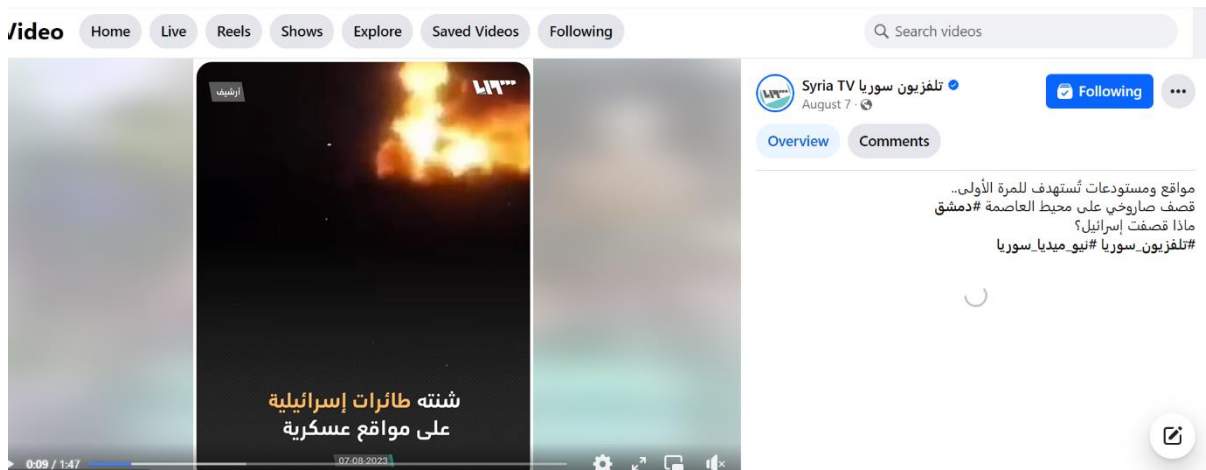 Video
Home
Live
Reels
Shows
Explore
Saved Videos
Following
Search videos
أرشيف
سوريا
تلفزيون سوريا Syria TV
August 7
Following
Overview
Comments
مواقع ومستودعات تُستهدف للمرة الأولى..
قصف صاروخي على محيط العاصمة #دمشق
ماذا قصفت إسرائيل؟
#تلفزيون_سوريا #نيو_ميديا_سوريا
شنته طائرات إسرائيلية
على مواقع عسكرية
07-08-2023
0:09 / 1:47